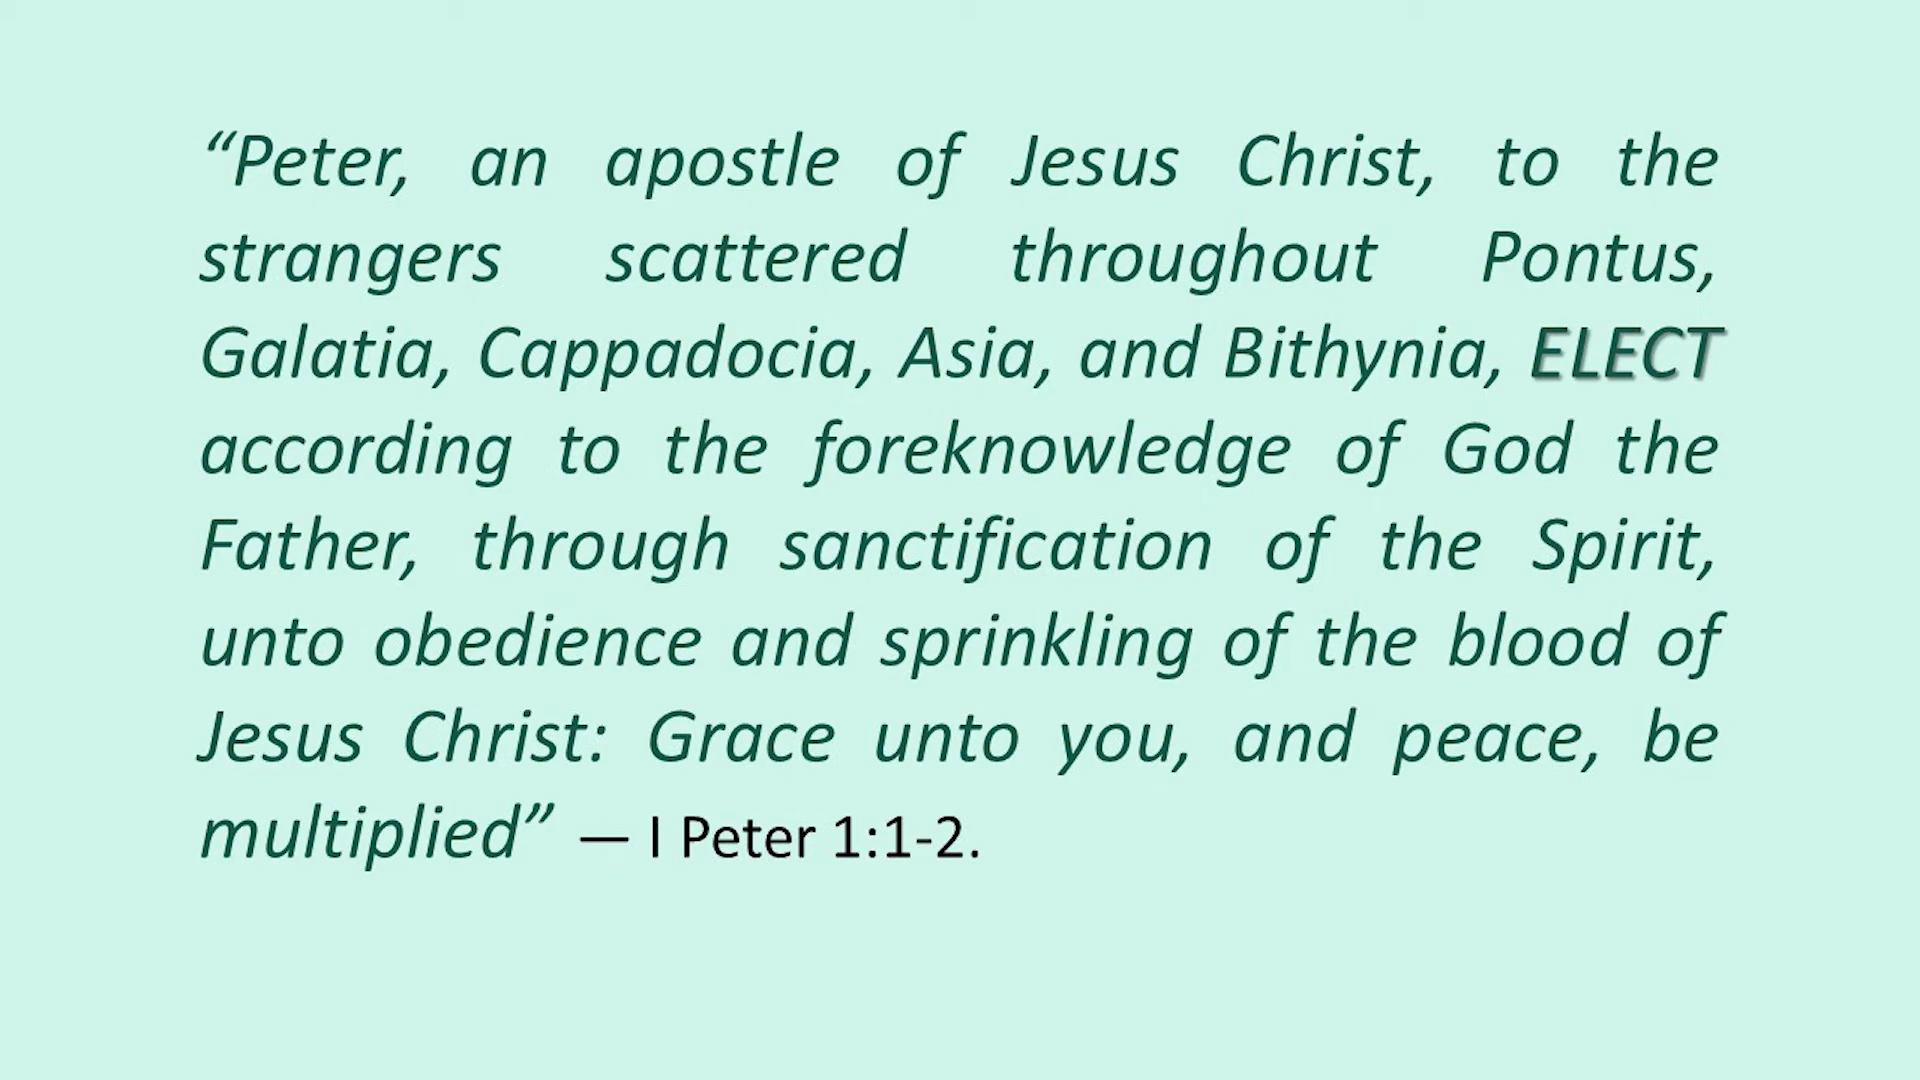 “Peter, an apostle of Jesus Christ, to the
strangers scattered throughout Pontus,
Galatia, Cappadocia, Asia, and Bithynia, ELECT
according to the foreknowledge of God the
Father, through sanctification of the Spirit,
unto obedience and sprinkling of the blood of
Jesus Christ: Grace unto you, and peace, be
multiplied” — I Peter 1:1-2.